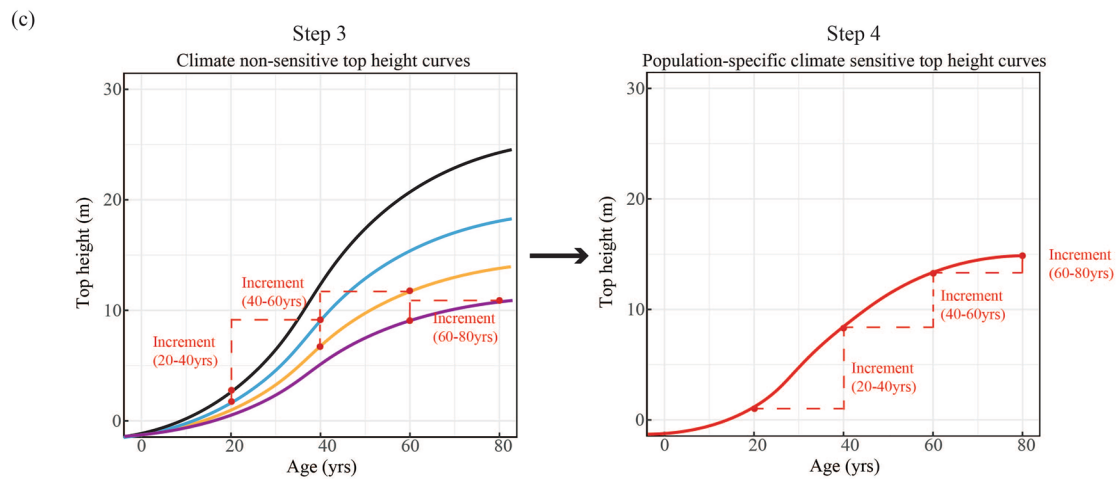 (c)
Step 3
Climate non-sensitive top height curves
Top height (m)
30
20
10
0
Increment
(20-40yrs)
Increment
(40-60yrs)
Increment
(60-80yrs)
0
20
40
60
80
Age (yrs)
Step 4
Population-specific climate sensitive top height curves
Top height (m)
30
20
10
0
Increment
(20-40yrs)
Increment
(40-60yrs)
Increment
(60-80yrs)
0
20
40
60
80
Age (yrs)